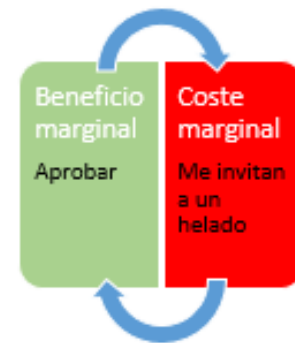 Beneficio
marginal
Aprobar
Coste
marginal
Me invitan
a un
helado